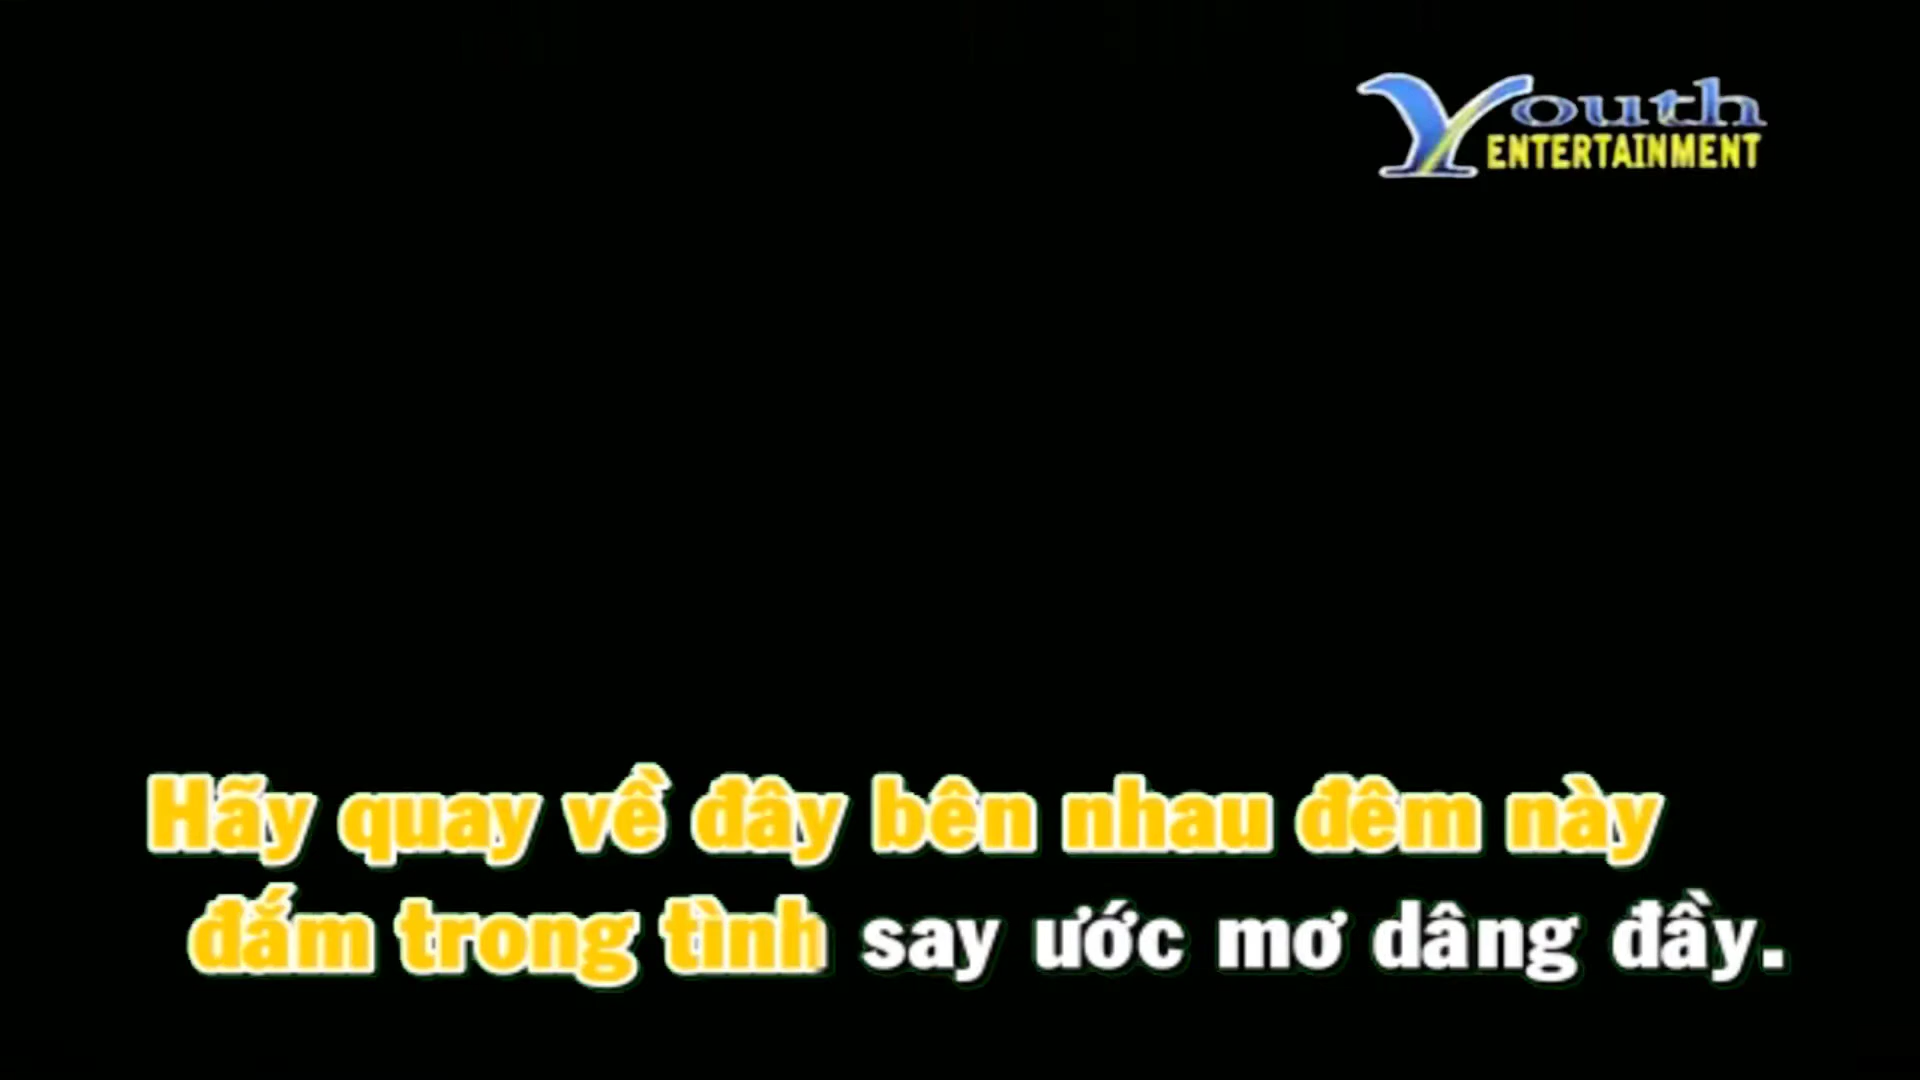 Youth
ENTERTAINMENT
Hãy quay về đây bên nhau đêm này
đắm trong tình say ước mơ dâng đầy.